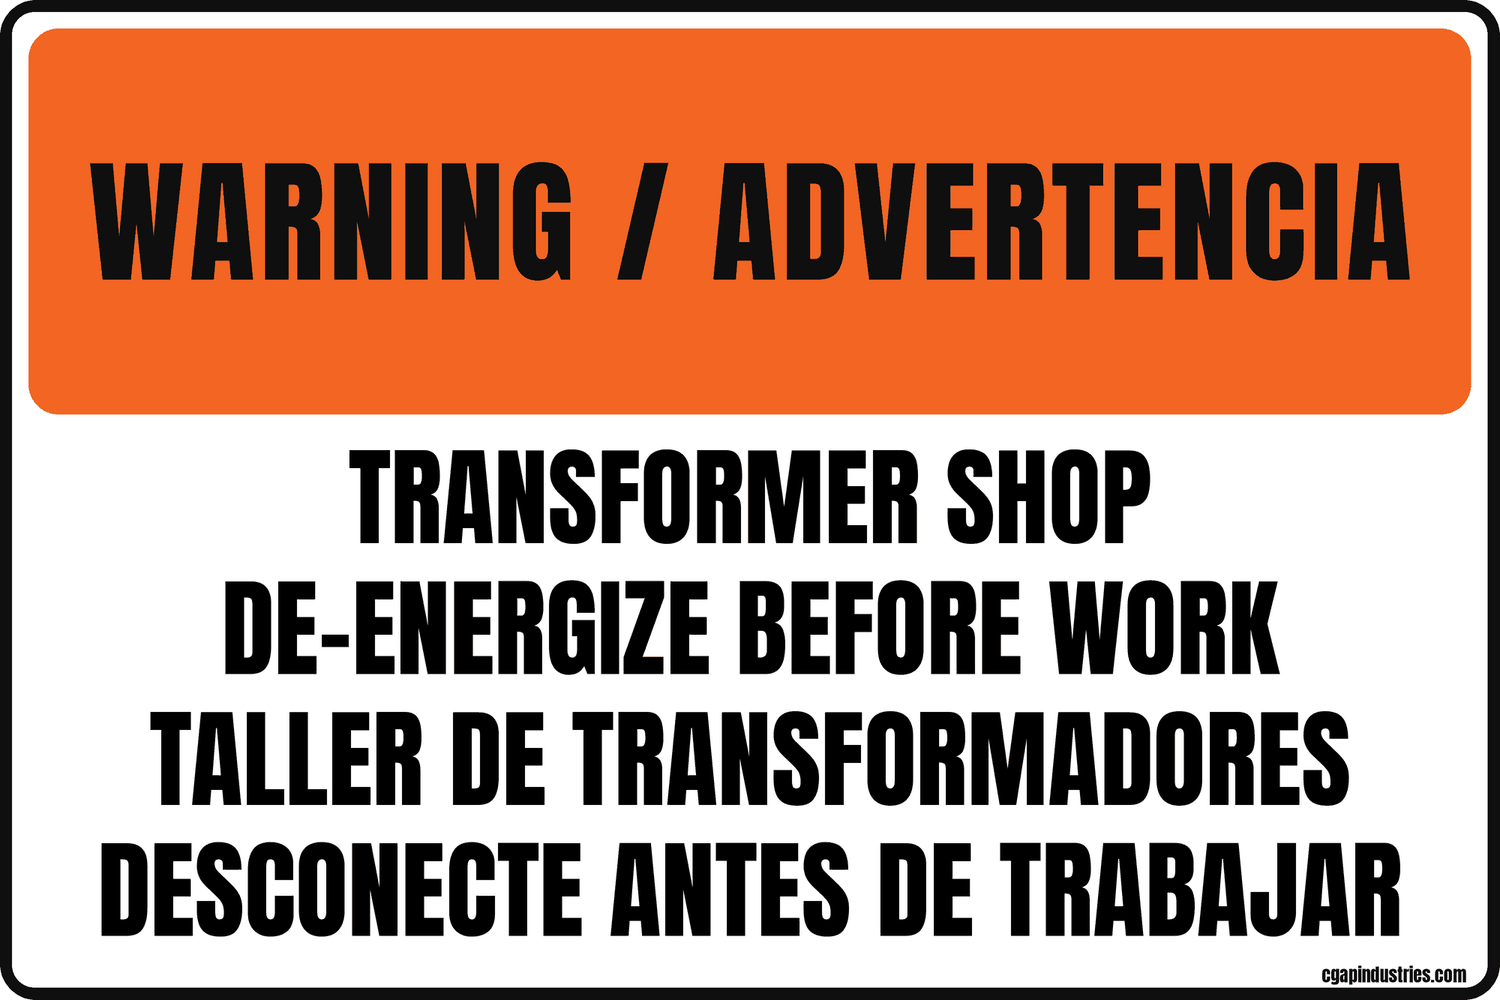 WARNING / ADVERTENCIA
TRANSFORMER SHOP
DE-ENERGIZE BEFORE WORK
TALLER DE TRANSFORMADORES
DESCONECTE ANTES DE TRABAJAR
cgapindustries.com